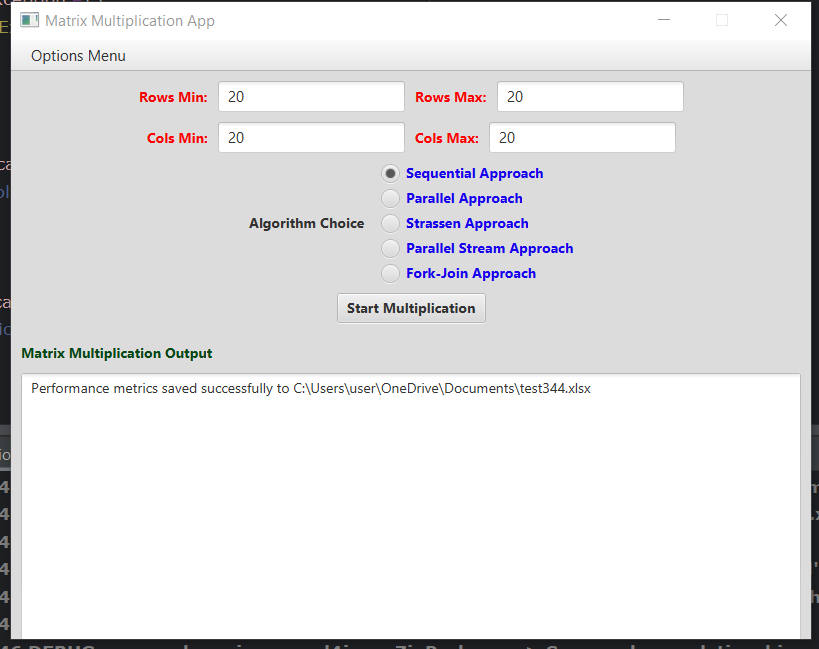 Matrix Multiplication App
Options Menu
Rows Min: 20 Rows Max: 20
Cols Min: 20 Cols Max: 20
Sequential Approach
Parallel Approach
Algorithm Choice Strassen Approach
Parallel Stream Approach
Fork-Join Approach
Start Multiplication
Matrix Multiplication Output
Performance metrics saved successfully to C:\Users\user\OneDrive\Documents\test344.xlsx